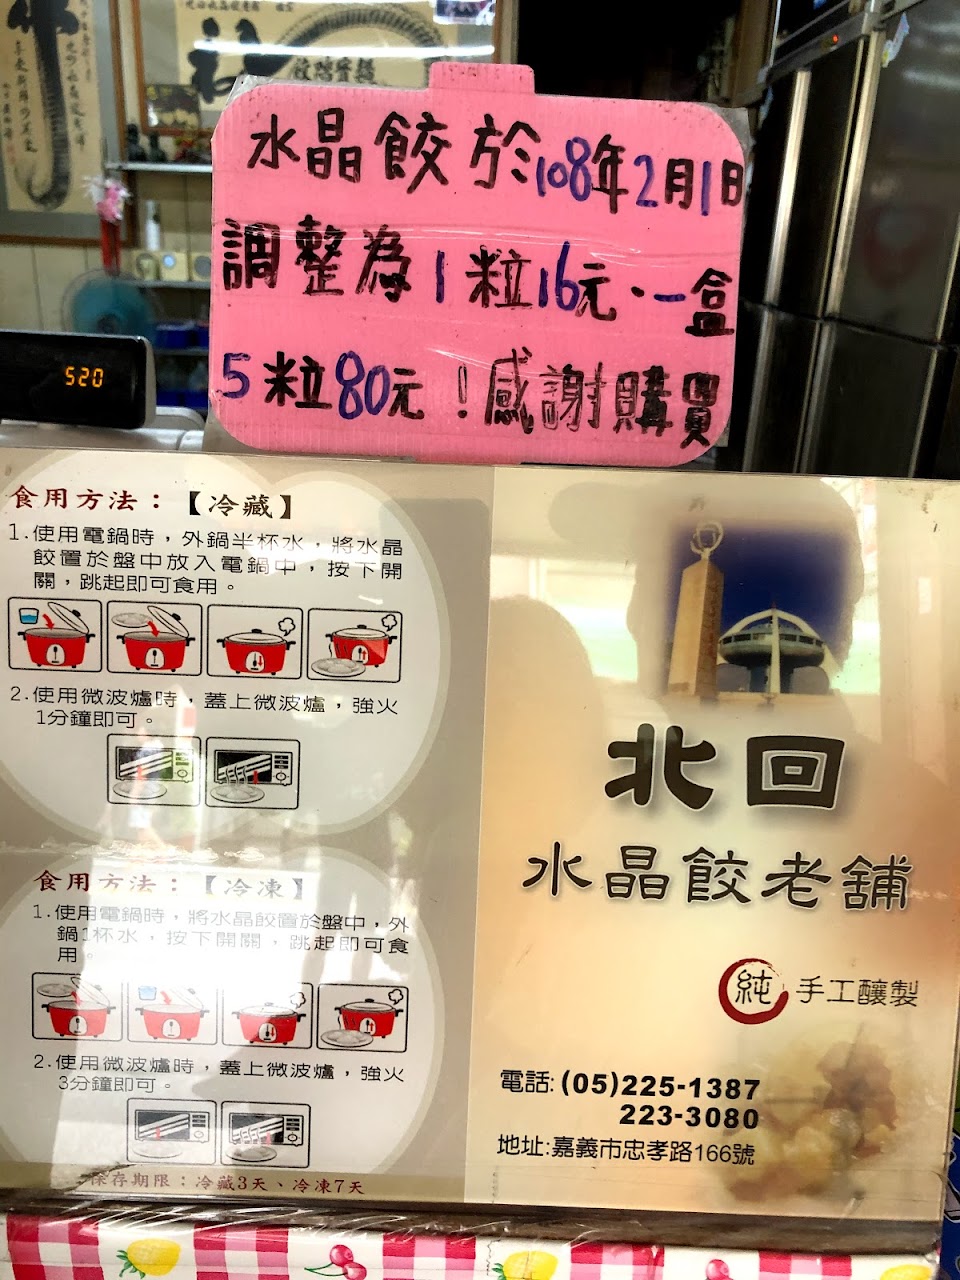 水晶餃於108年2月1日
調整為1粒16元、一盒
5粒80元！感謝購買
520
食用方法：【冷藏】
1.使用電鍋時，外鍋半杯水，將水晶
餃置於盤中放入電鍋中，按下開
關，跳起即可食用。
2.使用微波爐時，蓋上微波爐，強火
1分鐘即可。
食用方法：【冷凍】
1.使用電鍋時，將水晶餃置於盤中，外
鍋1杯水，按下開關，跳起即可食
用。
2.使用微波爐時，蓋上微波爐，強火
3分鐘即可。
保存期限：冷藏3天、冷凍7天
北回
水晶餃老舖
純 手工釀製
電話:(05)225-1387
223-3080
地址:嘉義市忠孝路166號